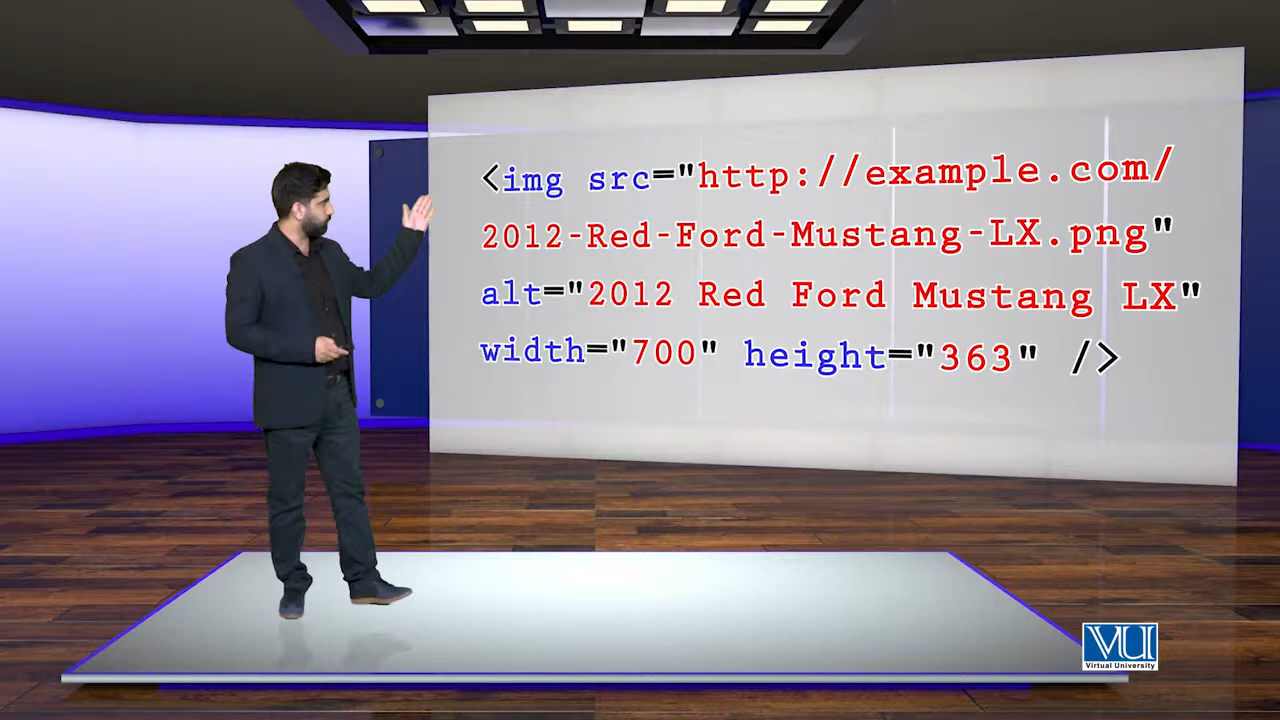 <img src="http://example.com/
2012-Red-Ford-Mustang-LX.png"
alt="2012 Red Ford Mustang LX"
width="700" height="363" />
VU
Virtual University